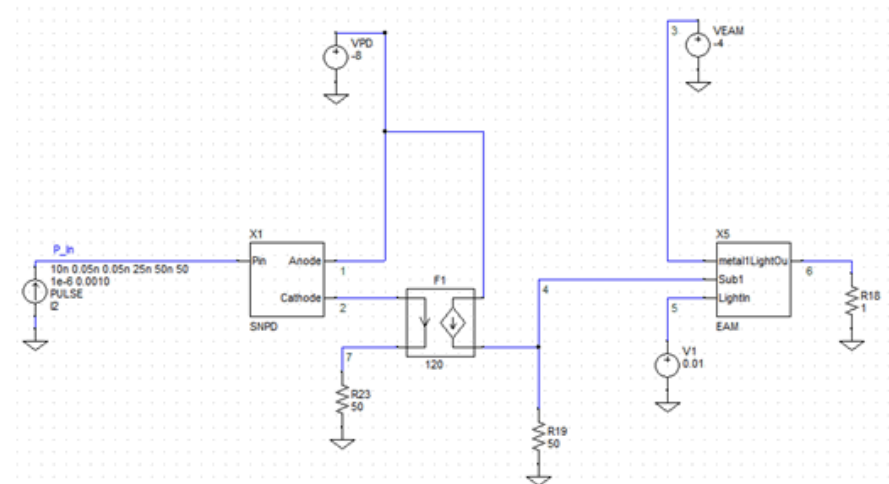 VPD
-8
3
VEAM
-4
P_In
10n 0.05n 0.05n 25n 50n 50
1e-6 0.0010
PULSE
I2
X1
Pin
Anode
Cathode
SNPD
1
2
F1
120
7
R23
50
4
R19
50
X5
metal1LightOu
Sub1
LightIn
EAM
5
6
V1
0.01
R18
1